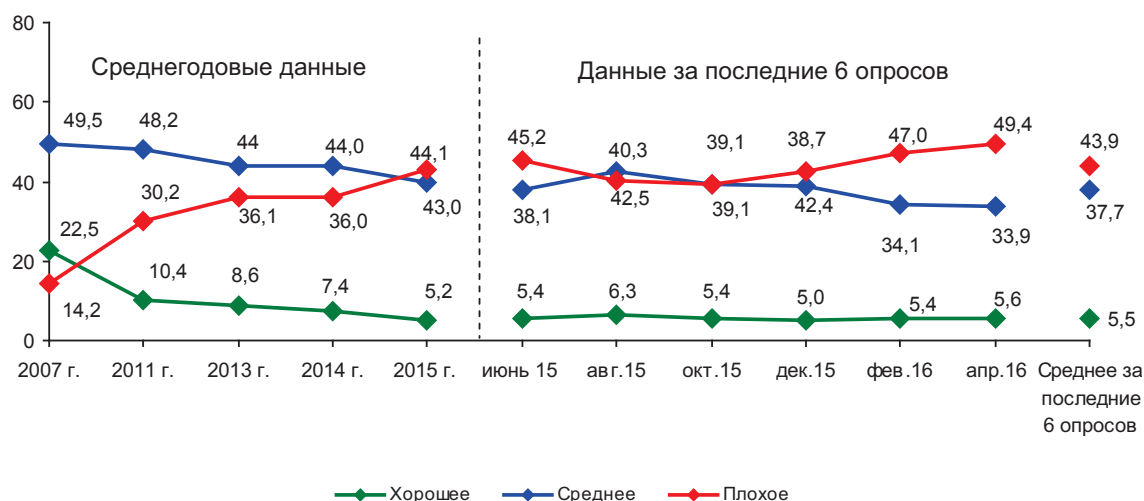 80
Среднегодовые данные
Данные за последние 6 опросов
60
49,5 48,2 44 44,0 44,1 45,2 40,3 39,1 38,7 47,0 49,4 43,9
40
30,2 36,1 36,0 43,0 38,1 42,5 39,1 42,4 34,1 33,9 37,7
22,5
20
14,2 10,4 8,6 7,4 5,2 5,4 6,3 5,4 5,0 5,4 5,6 5,5
0
2007 г. 2011 г. 2013 г. 2014 г. 2015 г. июнь 15 авг.15 окт.15 дек.15 фев.16 апр.16 Среднее за
последние
6 опросов
Хорошее Среднее Плохое